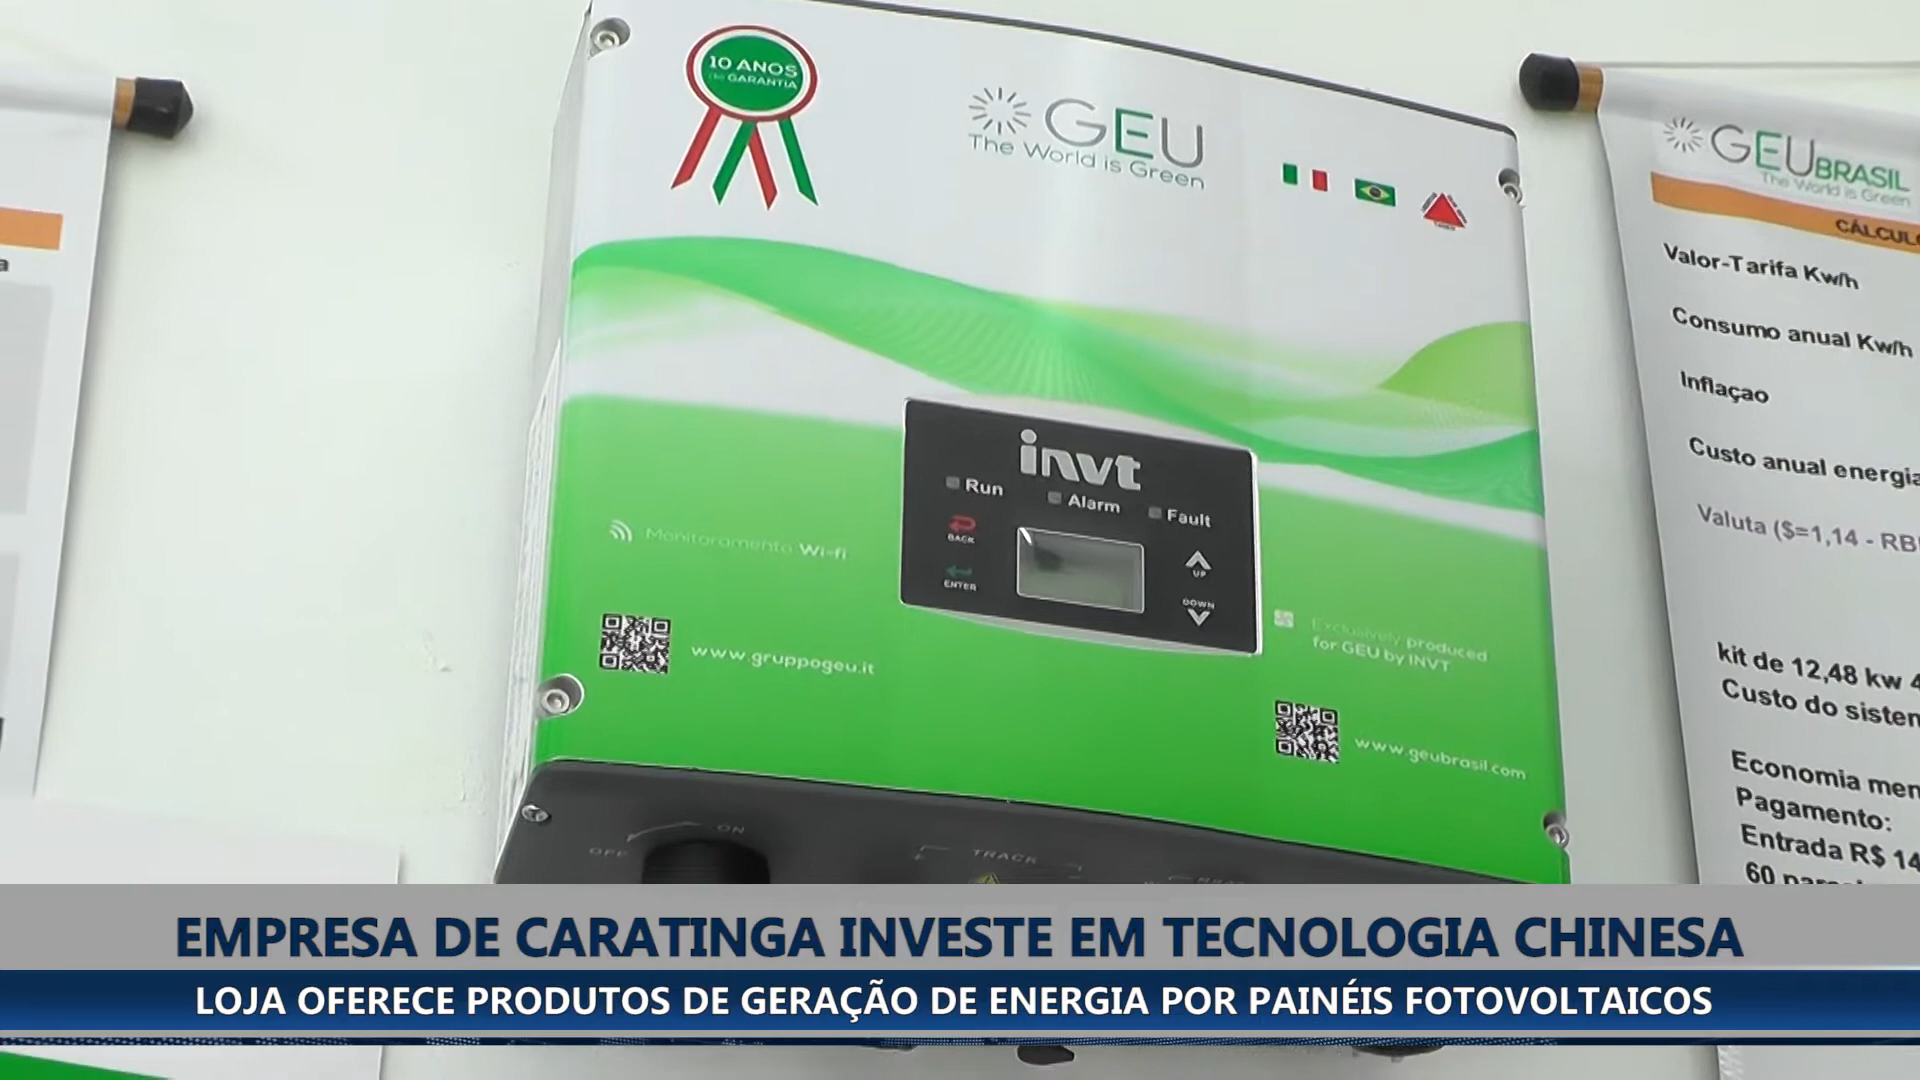 10 ANOS
de GARANTIA
GEU
The World is Green
invt
Run
Alarm
Fault
BACK
ENTER
UP
DOWN
Monitoramento Wi-fi
www.gruppogeu.it
Exclusively produced
for GEU by INVT
www.geubrasil.com
ON
OFF
TRACK
GEUBRASIL
The World is Green
Valor-Tarifa Kw/h
Consumo anual Kw/h
Inflaçao
Custo anual energia
Valuta ($=1,14 - RB
kit de 12,48 kw 4
Custo do
Economia
Pagamento:
Entrada R$ 14
60
EMPRESA DE CARATINGA INVESTE EM TECNOLOGIA CHINESA
LOJA OFERECE PRODUTOS DE GERAÇÃO DE ENERGIA POR PAINÉIS FOTOVOLTAICOS